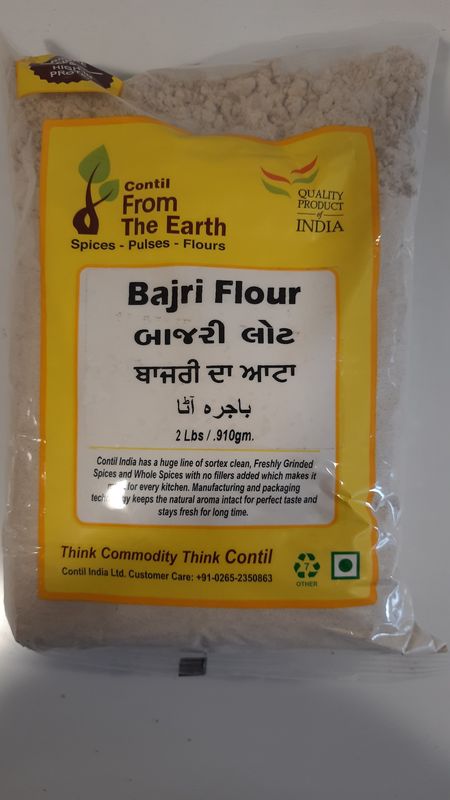 HIGH
Contil
From
The Earth
Spices - Pulses - Flours
QUALITY
PRODUCT
of
INDIA
Bajri Flour
બાજરી લોટ
ਬਾਜਰੀ ਦਾ ਆਟਾ
باجرہ آٹا
2 Lbs / .910gm.
Contil India has a huge line of sortex clean, Freshly Grinded
Spices and Whole Spices with no fillers added which makes it
for every kitchen. Manufacturing and packaging
keeps the natural aroma intact for perfect taste and
stays fresh for long time.
Think Commodity Think Contil
Contil India Ltd. Customer Care: +91-0265-2350863
7
OTHER